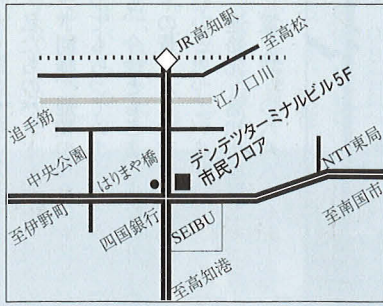 JR高知駅
至高松
江ノ口川
追手筋
デンテツターミナルビル5F
市民フロア
中央公園
はりまや橋
NTT東局
至伊野町
四国銀行
SEIBU
至南国市
至高知港